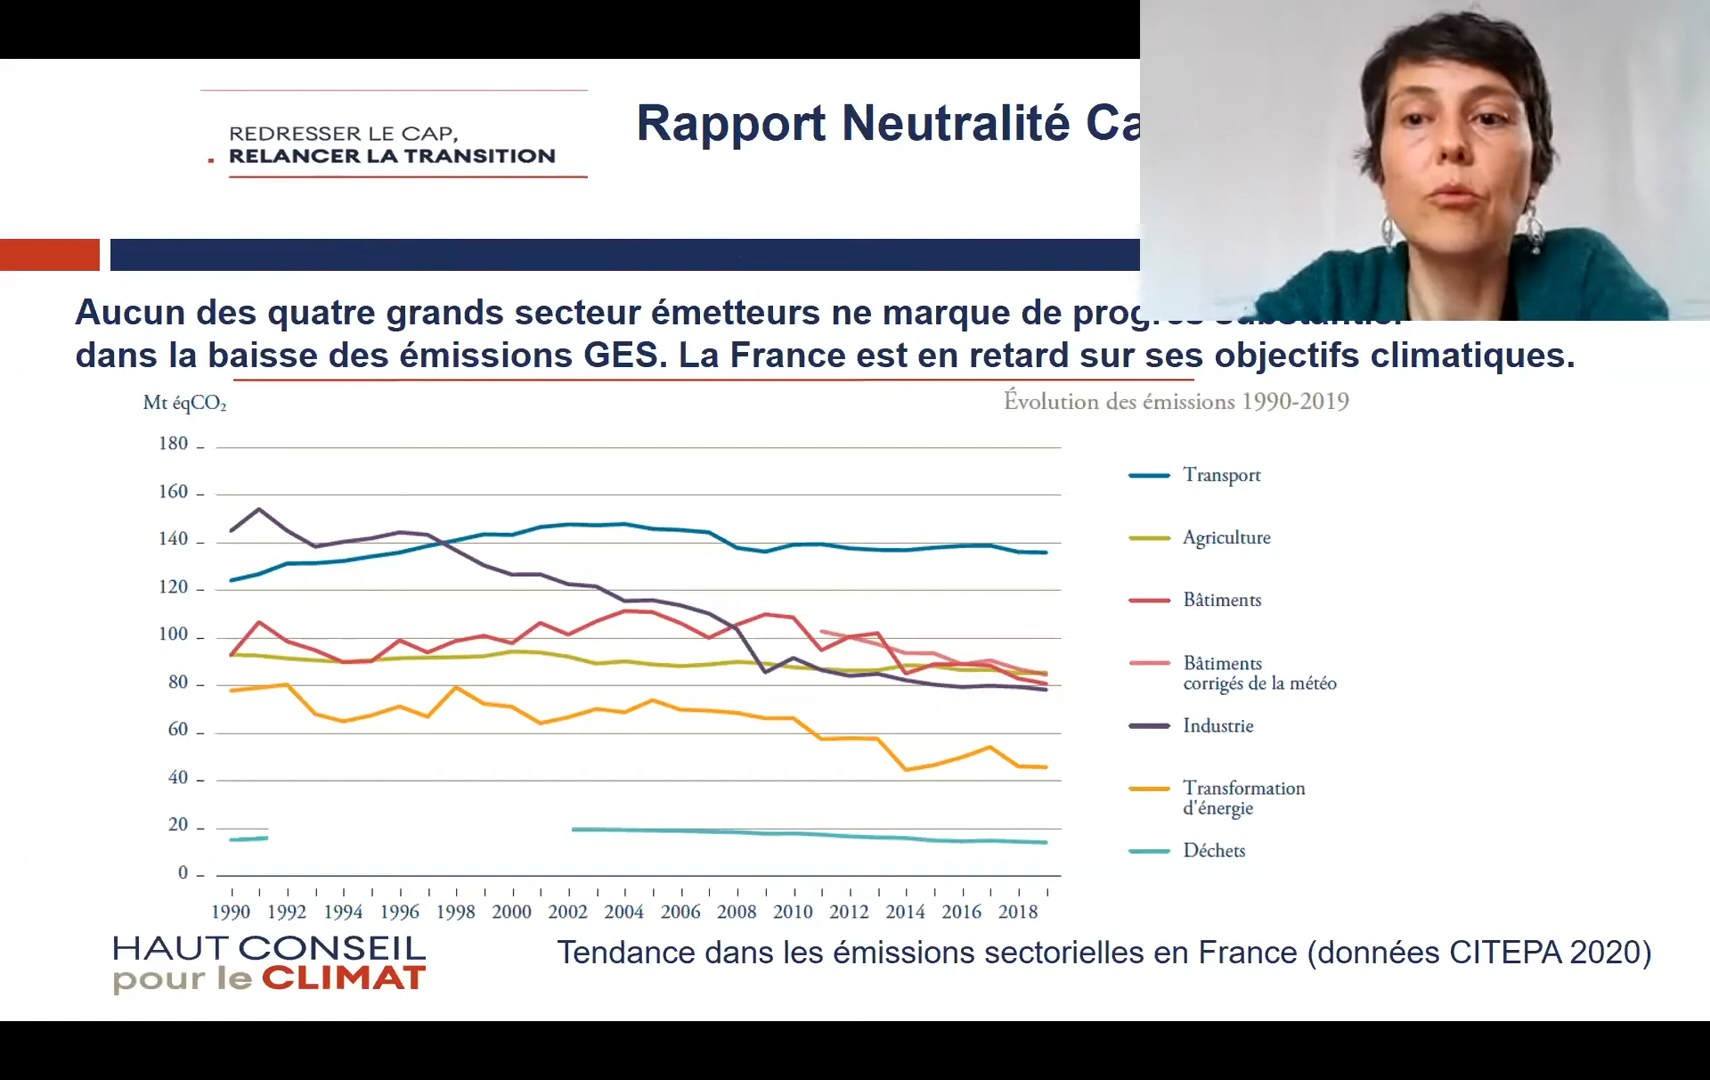 REDRESSER LE CAP,
RELANCER LA TRANSITION
Rapport Neutralité Ca
Aucun des quatre grands secteur émetteurs ne marque de
dans la baisse des émissions GES. La France est en retard sur ses objectifs climatiques.
Mt éqCO₂
Évolution des émissions 1990-2019
180
160
140
120
100
80
60
40
20
0
1990 1992 1994 1996 1998 2000 2002 2004 2006 2008 2010 2012 2014 2016 2018
Transport
Agriculture
Bâtiments
Bâtiments
corrigés de la météo
Industrie
Transformation
d'énergie
Déchets
HAUT CONSEIL
pour le CLIMAT
Tendance dans les émissions sectorielles en France (données CITEPA 2020)